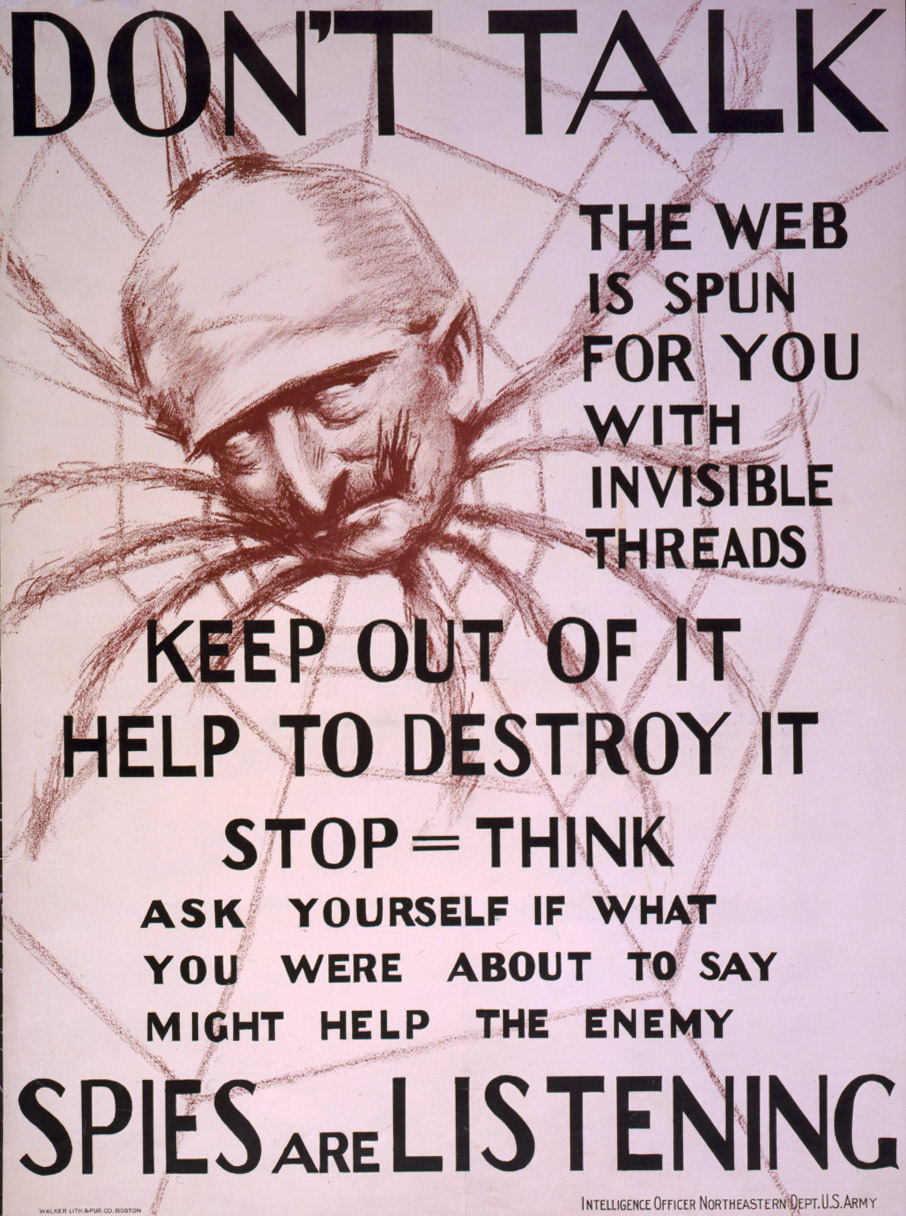 DON'T TALK
THE WEB
IS SPUN
FOR YOU
WITH
INVISIBLE
THREADS
KEEP OUT OF IT
HELP TO DESTROY IT
STOP = THINK
ASK YOURSELF IF WHAT
YOU WERE ABOUT TO SAY
MIGHT HELP THE ENEMY
SPIES ARE LISTENING
WALKER LITH. & PUB. CO. BOSTON
INTELLIGENCE OFFICER NORTHEASTERN DEPT. U.S. ARMY